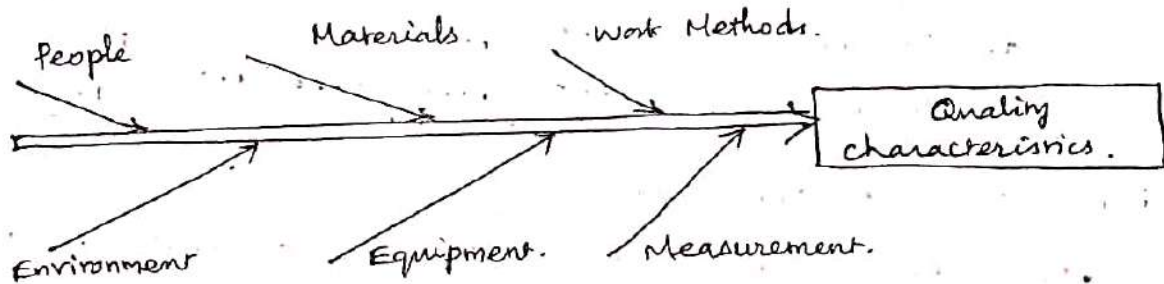 People
Materials.
Work Methods.
Quality
characteristics.
Environment
Equipment.
Measurement.